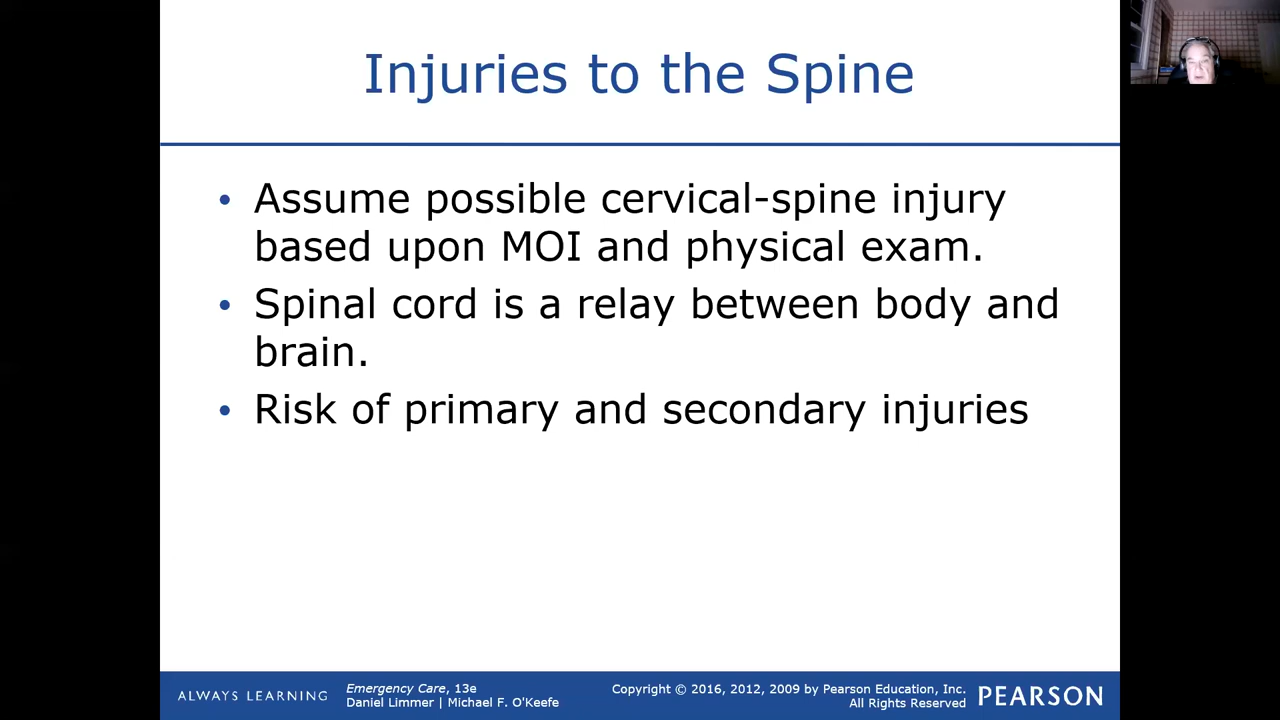 Injuries to the Spine
• Assume possible cervical-spine injury
based upon MOI and physical exam.
• Spinal cord is a relay between body and
brain.
• Risk of primary and secondary injuries
ALWAYS LEARNING
Emergency Care, 13e
Daniel Limmer | Michael F. O'Keefe
Copyright © 2016, 2012, 2009 by Pearson Education, Inc.
All Rights Reserved
PEARSON